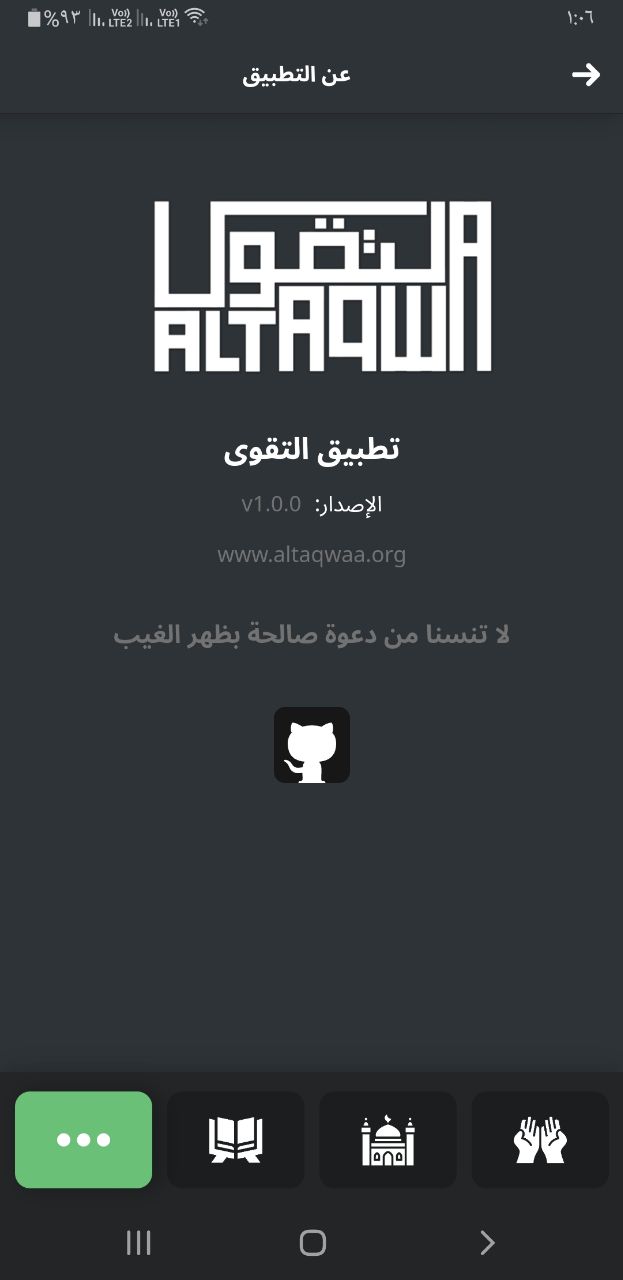 ١:٠٦
%٩٣ Vo)) LTE2 Vo)) LTE1
عن التطبيق
التقوى
ALTAQWA
تطبيق التقوى
الإصدار: v1.0.0
www.altaqwaa.org
لا تنسنا من دعوة صالحة بظهر الغيب